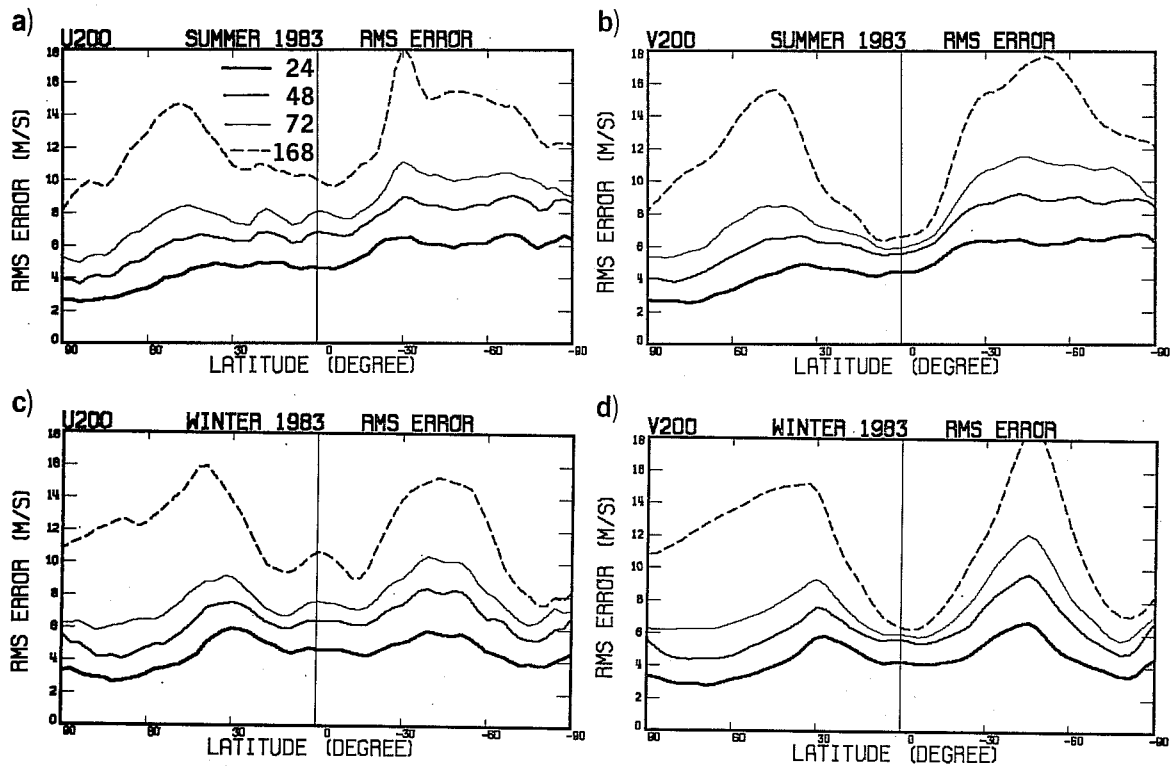 a)
U200 SUMMER 1983 RMS ERROR
18
16
14
12
10
8
6
4
2
0
RMS ERROR (M/S)
24
48
72
168
90 60 30 0 -30 -60 -90
LATITUDE (DEGREE)
b)
V200 SUMMER 1983 RMS ERROR
18
16
14
12
10
8
6
4
2
0
RMS ERROR (M/S)
90 60 30 0 -30 -60 -90
LATITUDE (DEGREE)
c)
U200 WINTER 1983 RMS ERROR
18
16
14
12
10
8
6
4
2
0
RMS ERROR (M/S)
90 60 30 0 -30 -60 -90
LATITUDE (DEGREE)
d)
V200 WINTER 1983 RMS ERROR
18
16
14
12
10
8
6
4
2
0
RMS ERROR (M/S)
90 60 30 0 -30 -60 -90
LATITUDE (DEGREE)